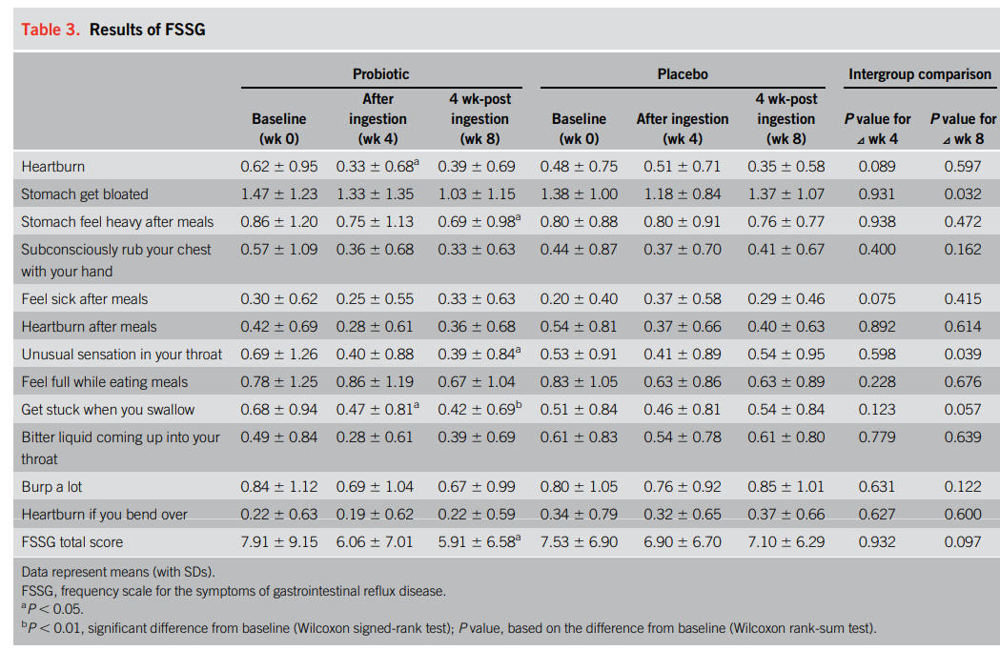 Table 3. Results of FSSG
Probiotic Placebo Intergroup comparison
After 4 wk-post 4 wk-post
Baseline ingestion ingestion Baseline After ingestion ingestion P value for P value for
(wk 0) (wk 4) (wk 8) (wk 0) (wk 4) (wk 8) ⊿ wk 4 ⊿ wk 8
Heartburn 0.62 ± 0.95 0.33 ± 0.68a 0.39 ± 0.69 0.48 ± 0.75 0.51 ± 0.71 0.35 ± 0.58 0.089 0.597
Stomach get bloated 1.47 ± 1.23 1.33 ± 1.35 1.03 ± 1.15 1.38 ± 1.00 1.18 ± 0.84 1.37 ± 1.07 0.931 0.032
Stomach feel heavy after meals 0.86 ± 1.20 0.75 ± 1.13 0.69 ± 0.98a 0.80 ± 0.88 0.80 ± 0.91 0.76 ± 0.77 0.938 0.472
Subconsciously rub your chest 0.57 ± 1.09 0.36 ± 0.68 0.33 ± 0.63 0.44 ± 0.87 0.37 ± 0.70 0.41 ± 0.67 0.400 0.162
with your hand
Feel sick after meals 0.30 ± 0.62 0.25 ± 0.55 0.33 ± 0.63 0.20 ± 0.40 0.37 ± 0.58 0.29 ± 0.46 0.075 0.415
Heartburn after meals 0.42 ± 0.69 0.28 ± 0.61 0.36 ± 0.68 0.54 ± 0.81 0.37 ± 0.66 0.40 ± 0.63 0.892 0.614
Unusual sensation in your throat 0.69 ± 1.26 0.40 ± 0.88 0.39 ± 0.84a 0.53 ± 0.91 0.41 ± 0.89 0.54 ± 0.95 0.598 0.039
Feel full while eating meals 0.78 ± 1.25 0.86 ± 1.19 0.67 ± 1.04 0.83 ± 1.05 0.63 ± 0.86 0.63 ± 0.89 0.228 0.676
Get stuck when you swallow 0.68 ± 0.94 0.47 ± 0.81a 0.42 ± 0.69b 0.51 ± 0.84 0.46 ± 0.81 0.54 ± 0.84 0.123 0.057
Bitter liquid coming up into your 0.49 ± 0.84 0.28 ± 0.61 0.39 ± 0.69 0.61 ± 0.83 0.54 ± 0.78 0.61 ± 0.80 0.779 0.639
throat
Burp a lot 0.84 ± 1.12 0.69 ± 1.04 0.67 ± 0.99 0.80 ± 1.05 0.76 ± 0.92 0.85 ± 1.01 0.631 0.122
Heartburn if you bend over 0.22 ± 0.63 0.19 ± 0.62 0.22 ± 0.59 0.34 ± 0.79 0.32 ± 0.65 0.37 ± 0.66 0.627 0.600
FSSG total score 7.91 ± 9.15 6.06 ± 7.01 5.91 ± 6.58a 7.53 ± 6.90 6.90 ± 6.70 7.10 ± 6.29 0.932 0.097
Data represent means (with SDs).
FSSG, frequency scale for the symptoms of gastrointestinal reflux disease.
aP < 0.05.
bP < 0.01, significant difference from baseline (Wilcoxon signed-rank test); P value, based on the difference from baseline (Wilcoxon rank-sum test).